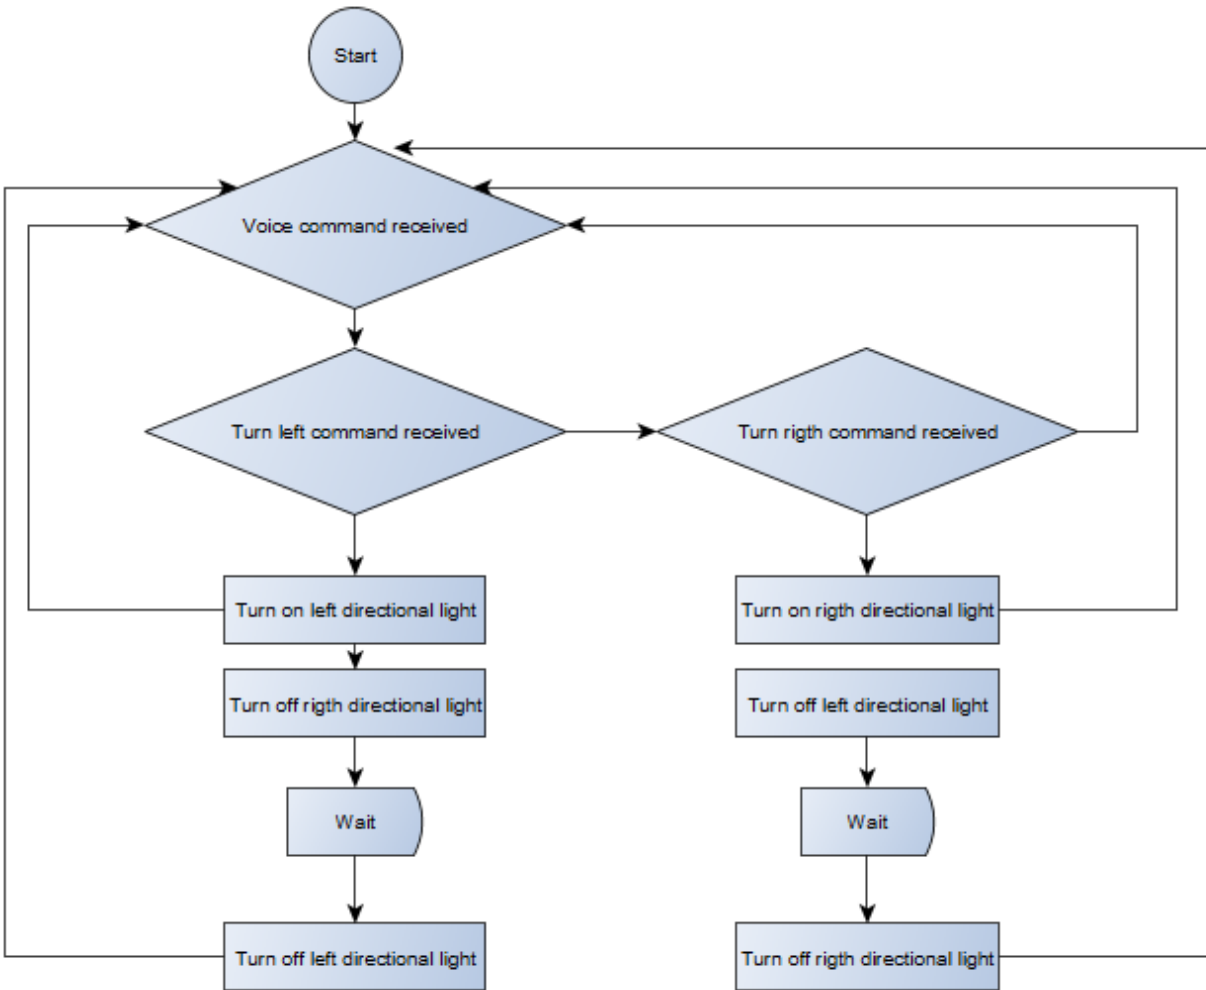 Start
Voice command received
Turn left command received
Turn rigth command received
Turn on left directional light
Turn on rigth directional light
Turn off rigth directional light
Turn off left directional light
Wait
Wait
Turn off left directional light
Turn off rigth directional light